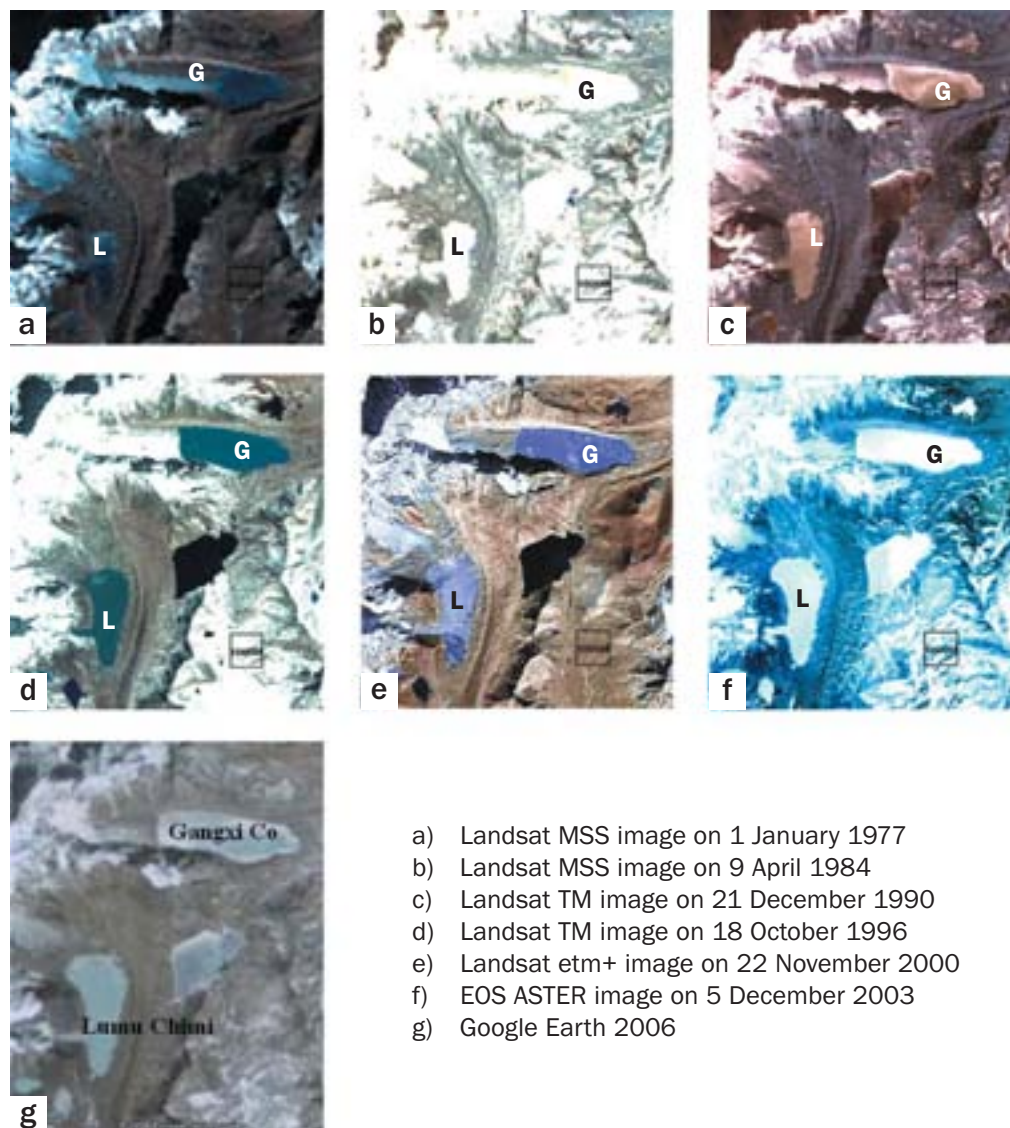 G
L
a
G
L
b
G
L
c
G
L
d
G
L
e
G
L
f
Gangxi Co
Lumu Chimi
g
a) Landsat MSS image on 1 January 1977
b) Landsat MSS image on 9 April 1984
c) Landsat TM image on 21 December 1990
d) Landsat TM image on 18 October 1996
e) Landsat etm+ image on 22 November 2000
f) EOS ASTER image on 5 December 2003
g) Google Earth 2006